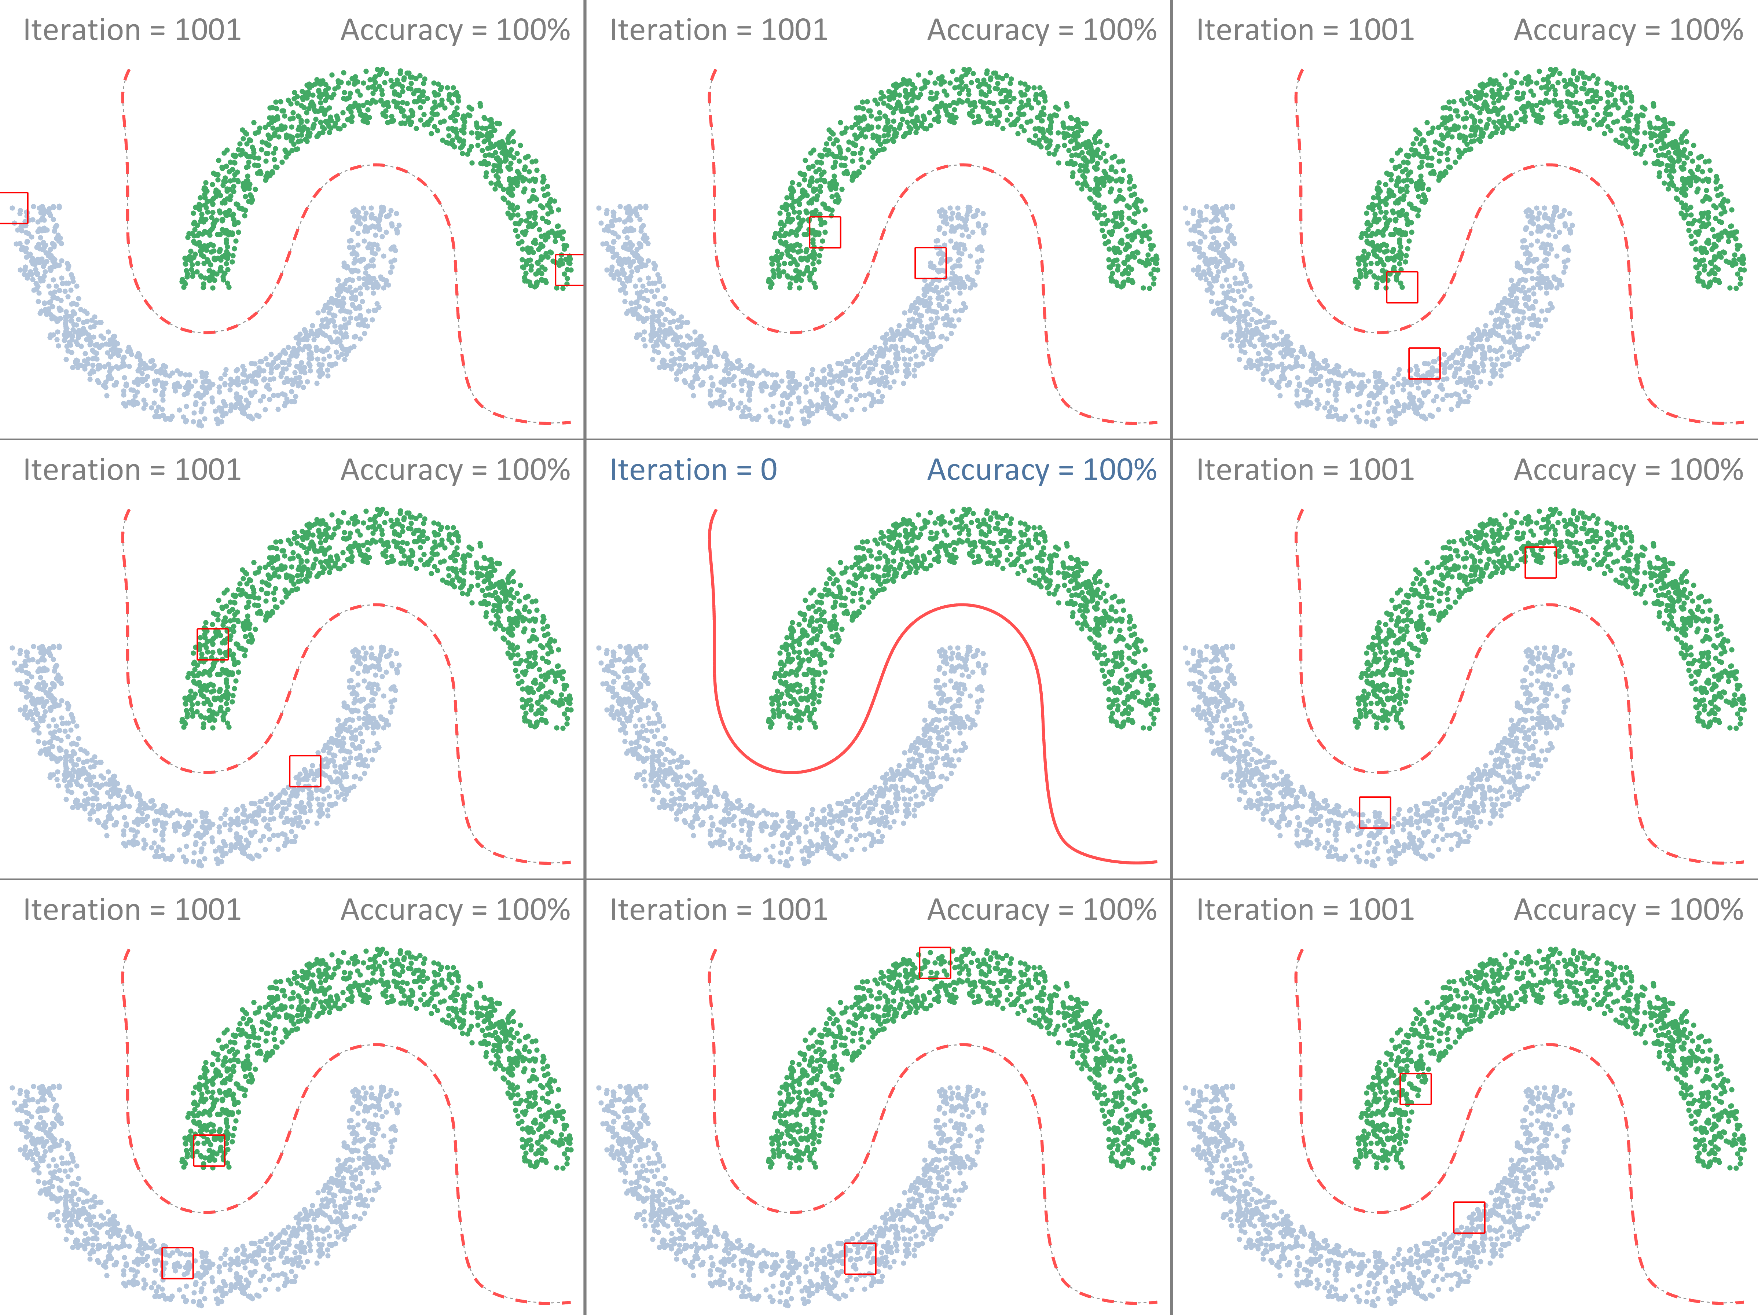 Iteration = 1001 Accuracy = 100%
Iteration = 1001 Accuracy = 100%
Iteration = 1001 Accuracy = 100%
Iteration = 1001 Accuracy = 100%
Iteration = 0 Accuracy = 100%
Iteration = 1001 Accuracy = 100%
Iteration = 1001 Accuracy = 100%
Iteration = 1001 Accuracy = 100%
Iteration = 1001 Accuracy = 100%